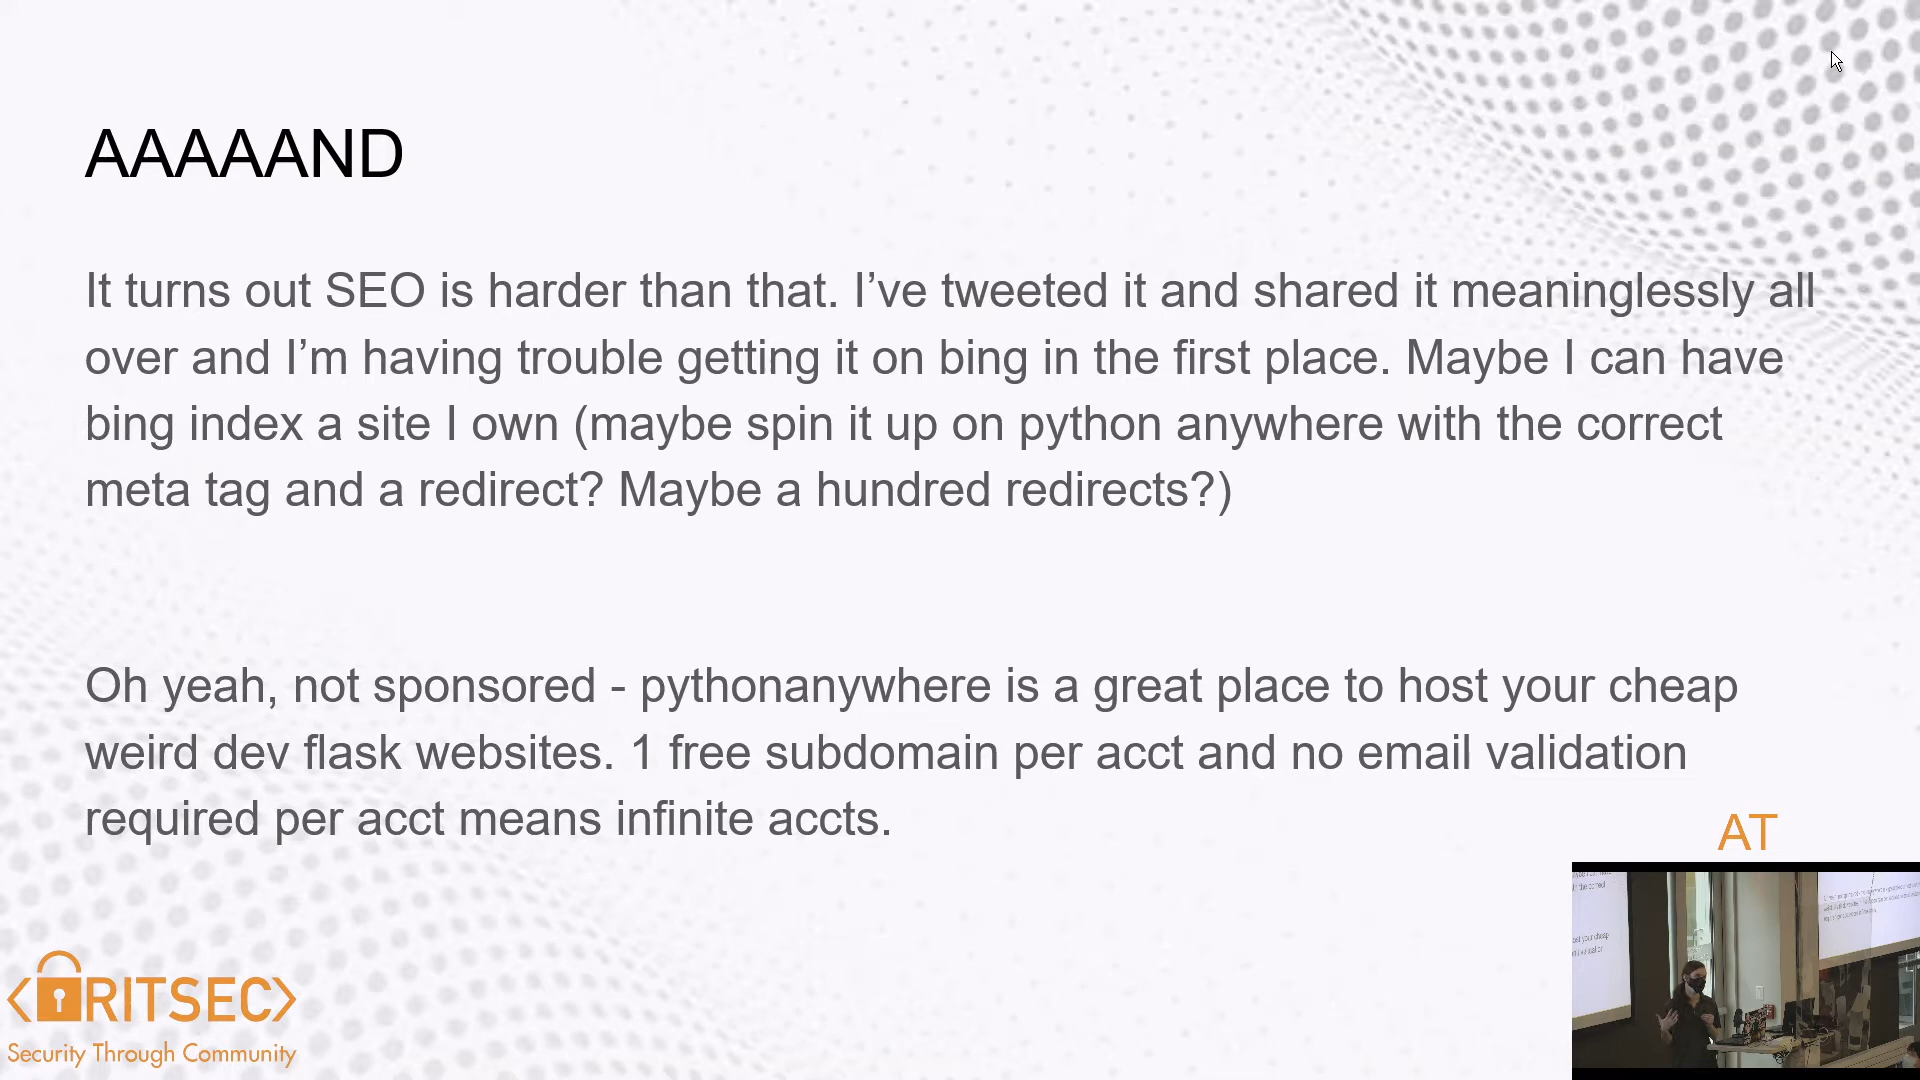 AAAAAND
It turns out SEO is harder than that. I’ve tweeted it and shared it meaninglessly all
over and I’m having trouble getting it on bing in the first place. Maybe I can have
bing index a site I own (maybe spin it up on python anywhere with the correct
meta tag and a redirect? Maybe a hundred redirects?)
Oh yeah, not sponsored - pythonanywhere is a great place to host your cheap
weird dev flask websites. 1 free subdomain per acct and no email validation
required per acct means infinite accts.
AT
<RITSEC>
Security Through Community